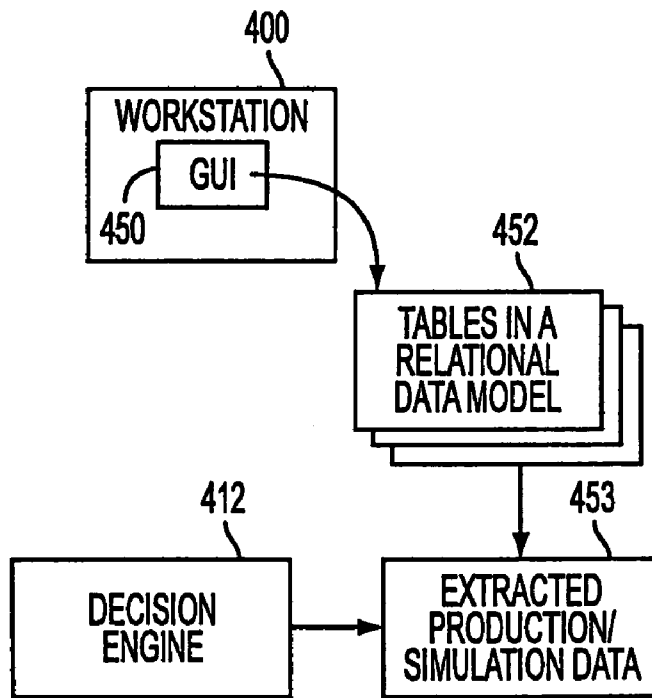 400
WORKSTATION
GUI
450
452
TABLES IN A
RELATIONAL
DATA MODEL
412
453
DECISION
ENGINE
EXTRACTED
PRODUCTION/
SIMULATION DATA